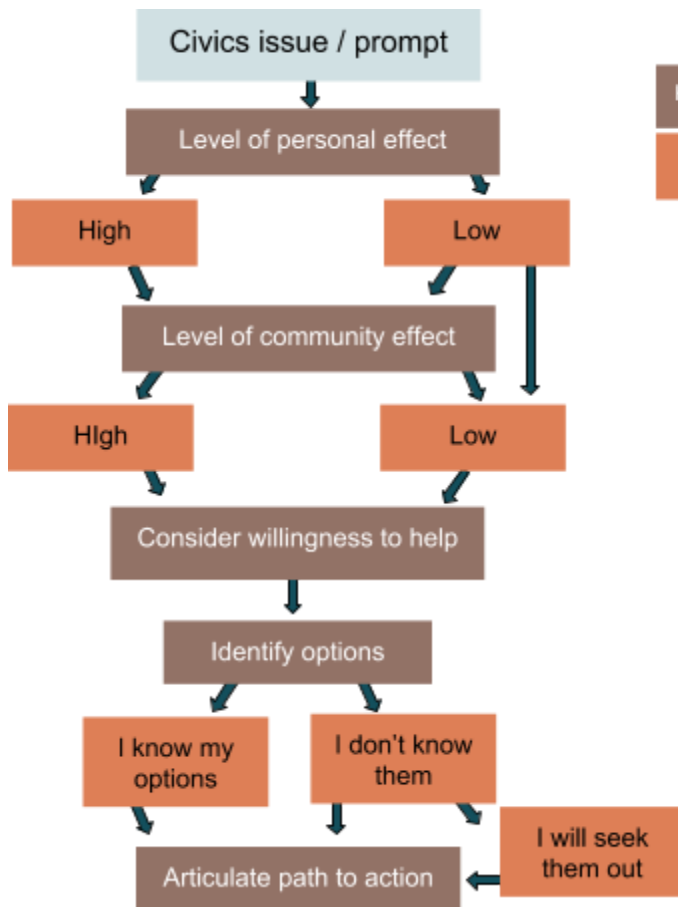 Civics issue / prompt
Level of personal effect
High
Low
Level of community effect
HIgh
Low
Consider willingness to help
Identify options
I know my
options
I don't know
them
I will seek
them out
Articulate path to action